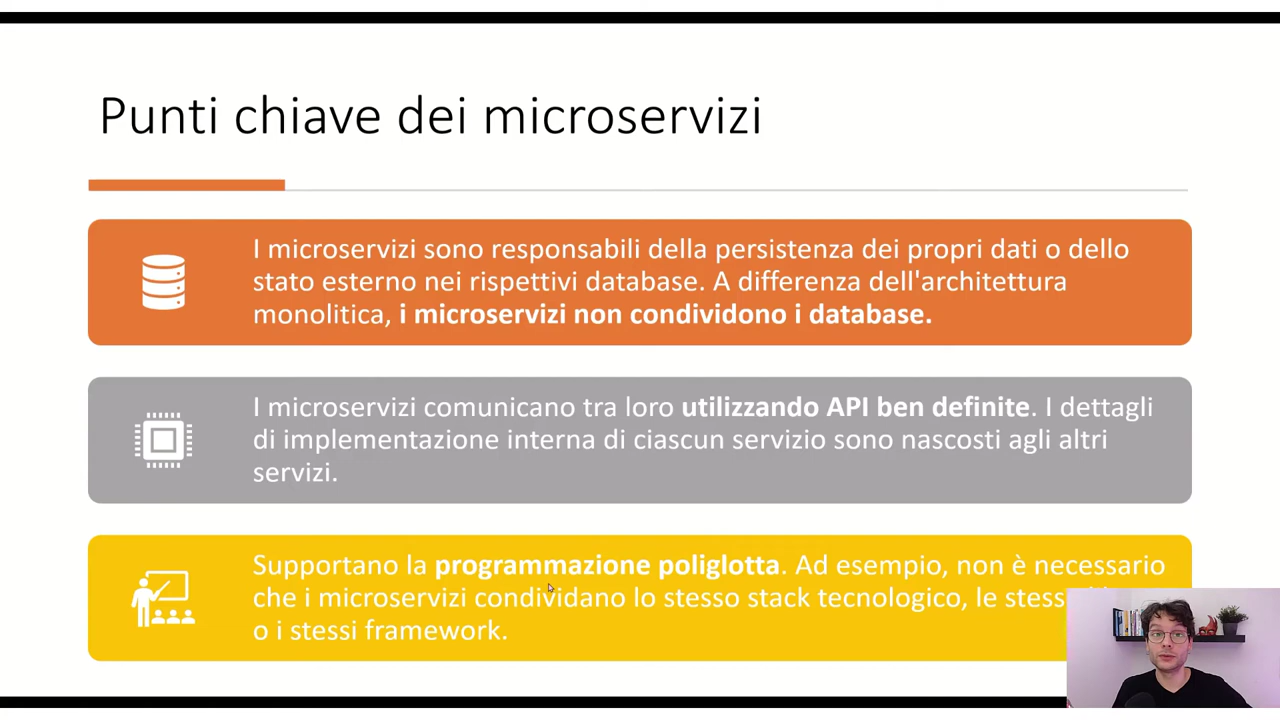 Punti chiave dei microservizi
I microservizi sono responsabili della persistenza dei propri dati o dello
stato esterno nei rispettivi database. A differenza dell'architettura
monolitica, i microservizi non condividono i database.
I microservizi comunicano tra loro utilizzando API ben definite. I dettagli
di implementazione interna di ciascun servizio sono nascosti agli altri
servizi.
Supportano la programmazione poliglotta. Ad esempio, non è necessario
che i microservizi condividano lo stesso stack tecnologico, le
o i stessi framework.